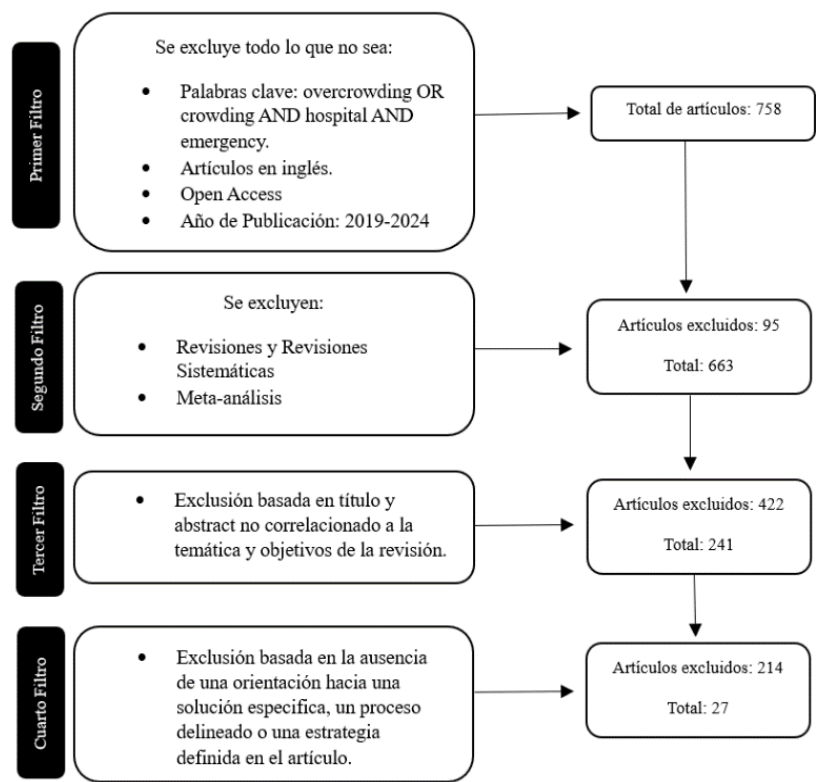 Primer Filtro
Se excluye todo lo que no sea:
• Palabras clave: overcrowding OR
crowding AND hospital AND
emergency.
• Artículos en inglés.
• Open Access
• Año de Publicación: 2019-2024
Total de artículos: 758
Segundo Filtro
Se excluyen:
• Revisiones y Revisiones
Sistemáticas
• Meta-análisis
Artículos excluidos: 95
Total: 663
Tercer Filtro
• Exclusión basada en título y
abstract no correlacionado a la
temática y objetivos de la revisión.
Artículos excluidos: 422
Total: 241
Cuarto Filtro
• Exclusión basada en la ausencia
de una orientación hacia una
solución especifica, un proceso
delineado o una estrategia
definida en el artículo.
Artículos excluidos: 214
Total: 27